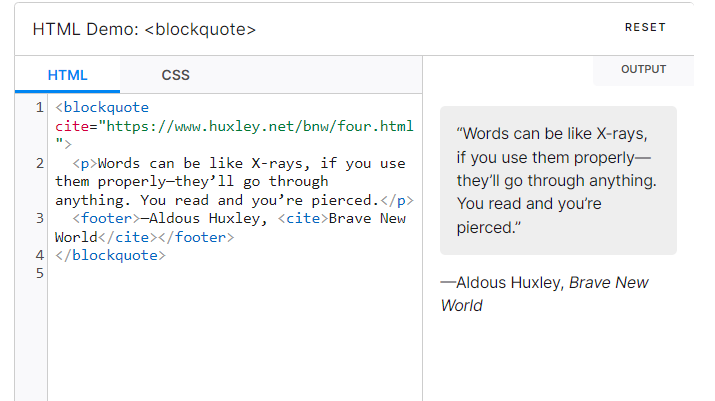 HTML Demo: <blockquote>
RESET
HTML
CSS
1 <blockquote
cite="https://www.huxley.net/bnw/four.html
">
2   <p>Words can be like X-rays, if you use
them properly—they’ll go through
anything. You read and you’re pierced.</p>
3   <footer>—Aldous Huxley, <cite>Brave New
World</cite></footer>
4 </blockquote>
5
OUTPUT
“Words can be like X-rays,
if you use them properly—
they’ll go through anything.
You read and you’re
pierced.”
—Aldous Huxley, Brave New
World